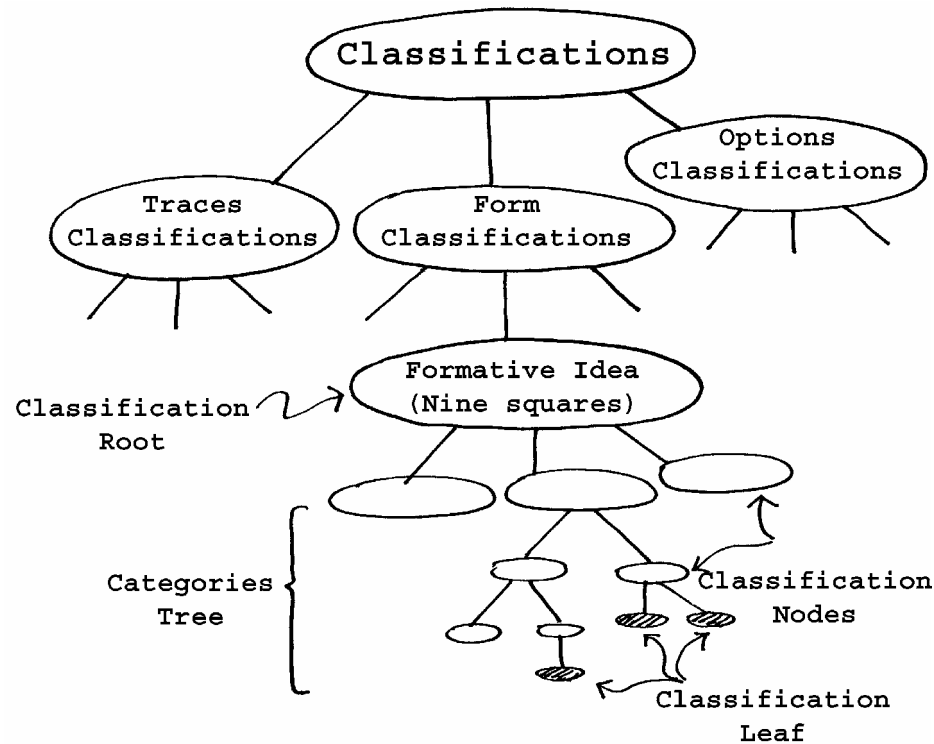 Classifications
Options
Classifications
Traces
Classifications
Form
Classifications
Formative Idea
(Nine squares)
Classification
Root
Categories
Tree
Classification
Nodes
Classification
Leaf